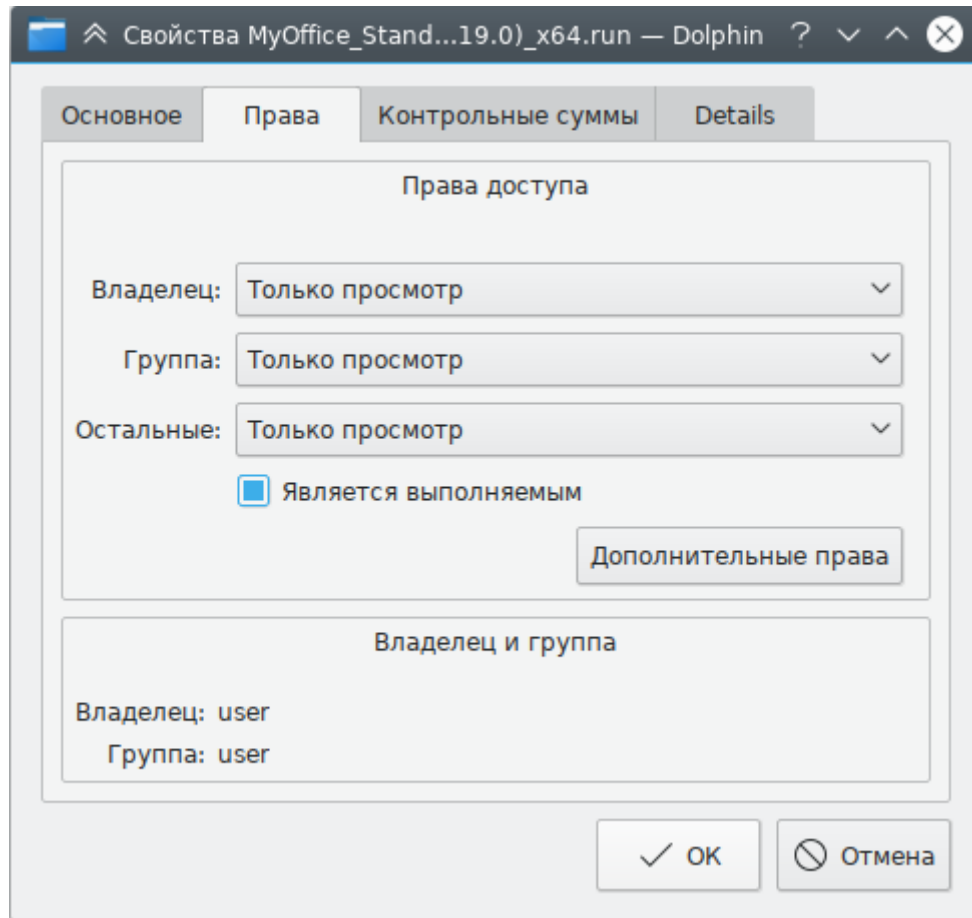 Свойства MyOffice_Stand...19.0)_x64.run — Dolphin ?
Основное Права Контрольные суммы Details
Права доступа
Владелец: Только просмотр
Группа: Только просмотр
Остальные: Только просмотр
Является выполняемым
Дополнительные права
Владелец и группа
Владелец: user
Группа: user
OK Отмена